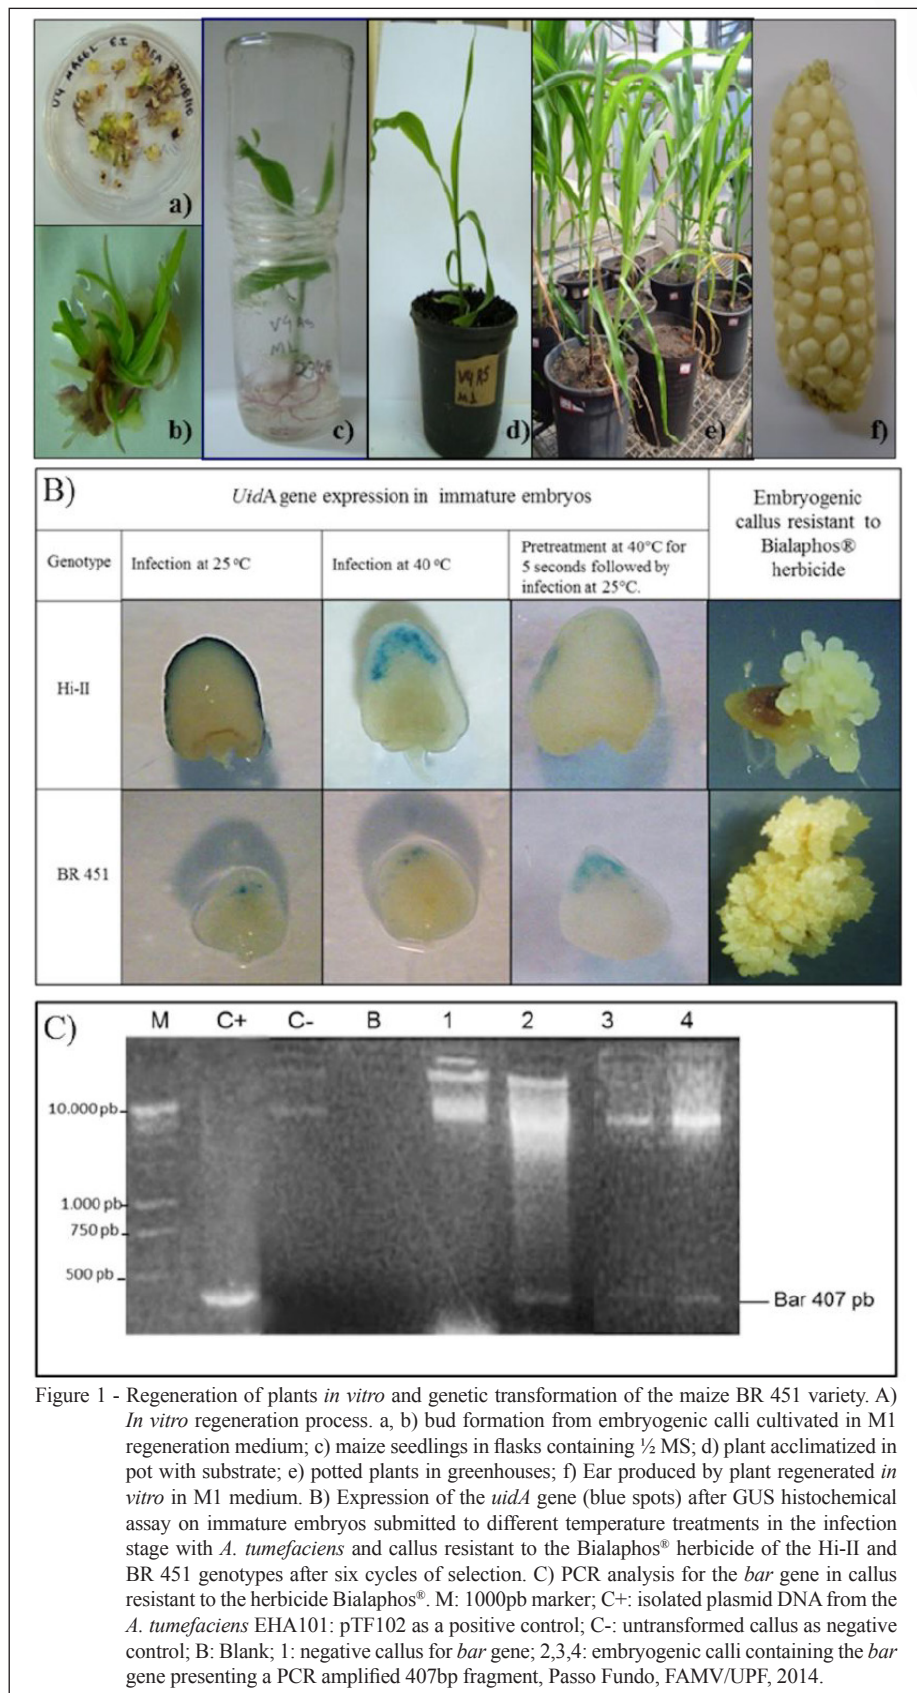 a)
b)
c)
V4 A5
M1
d)
V4 A5
M1
e)
f)
B)
UidA gene expression in immature embryos
Embryogenic
callus resistant to
Bialaphos®
herbicide
Genotype
Infection at 25 ºC
Infection at 40 ºC
Pretreatment at 40°C for
5 seconds followed by
infection at 25°C.
Hi-II
BR 451
C)
M C+ C- B 1 2 3 4
10.000 pb
1.000 pb
750 pb
500 pb
Bar 407 pb
Figure 1 - Regeneration of plants in vitro and genetic transformation of the maize BR 451 variety. A)
In vitro regeneration process. a, b) bud formation from embryogenic calli cultivated in M1
regeneration medium; c) maize seedlings in flasks containing ½ MS; d) plant acclimatized in
pot with substrate; e) potted plants in greenhouses; f) Ear produced by plant regenerated in
vitro in M1 medium. B) Expression of the uidA gene (blue spots) after GUS histochemical
assay on immature embryos submitted to different temperature treatments in the infection
stage with A. tumefaciens and callus resistant to the Bialaphos® herbicide of the Hi-II and
BR 451 genotypes after six cycles of selection. C) PCR analysis for the bar gene in callus
resistant to the herbicide Bialaphos®. M: 1000pb marker; C+: isolated plasmid DNA from the
A. tumefaciens EHA101: pTF102 as a positive control; C-: untransformed callus as negative
control; B: Blank; 1: negative callus for bar gene; 2,3,4: embryogenic calli containing the bar
gene presenting a PCR amplified 407bp fragment, Passo Fundo, FAMV/UPF, 2014.